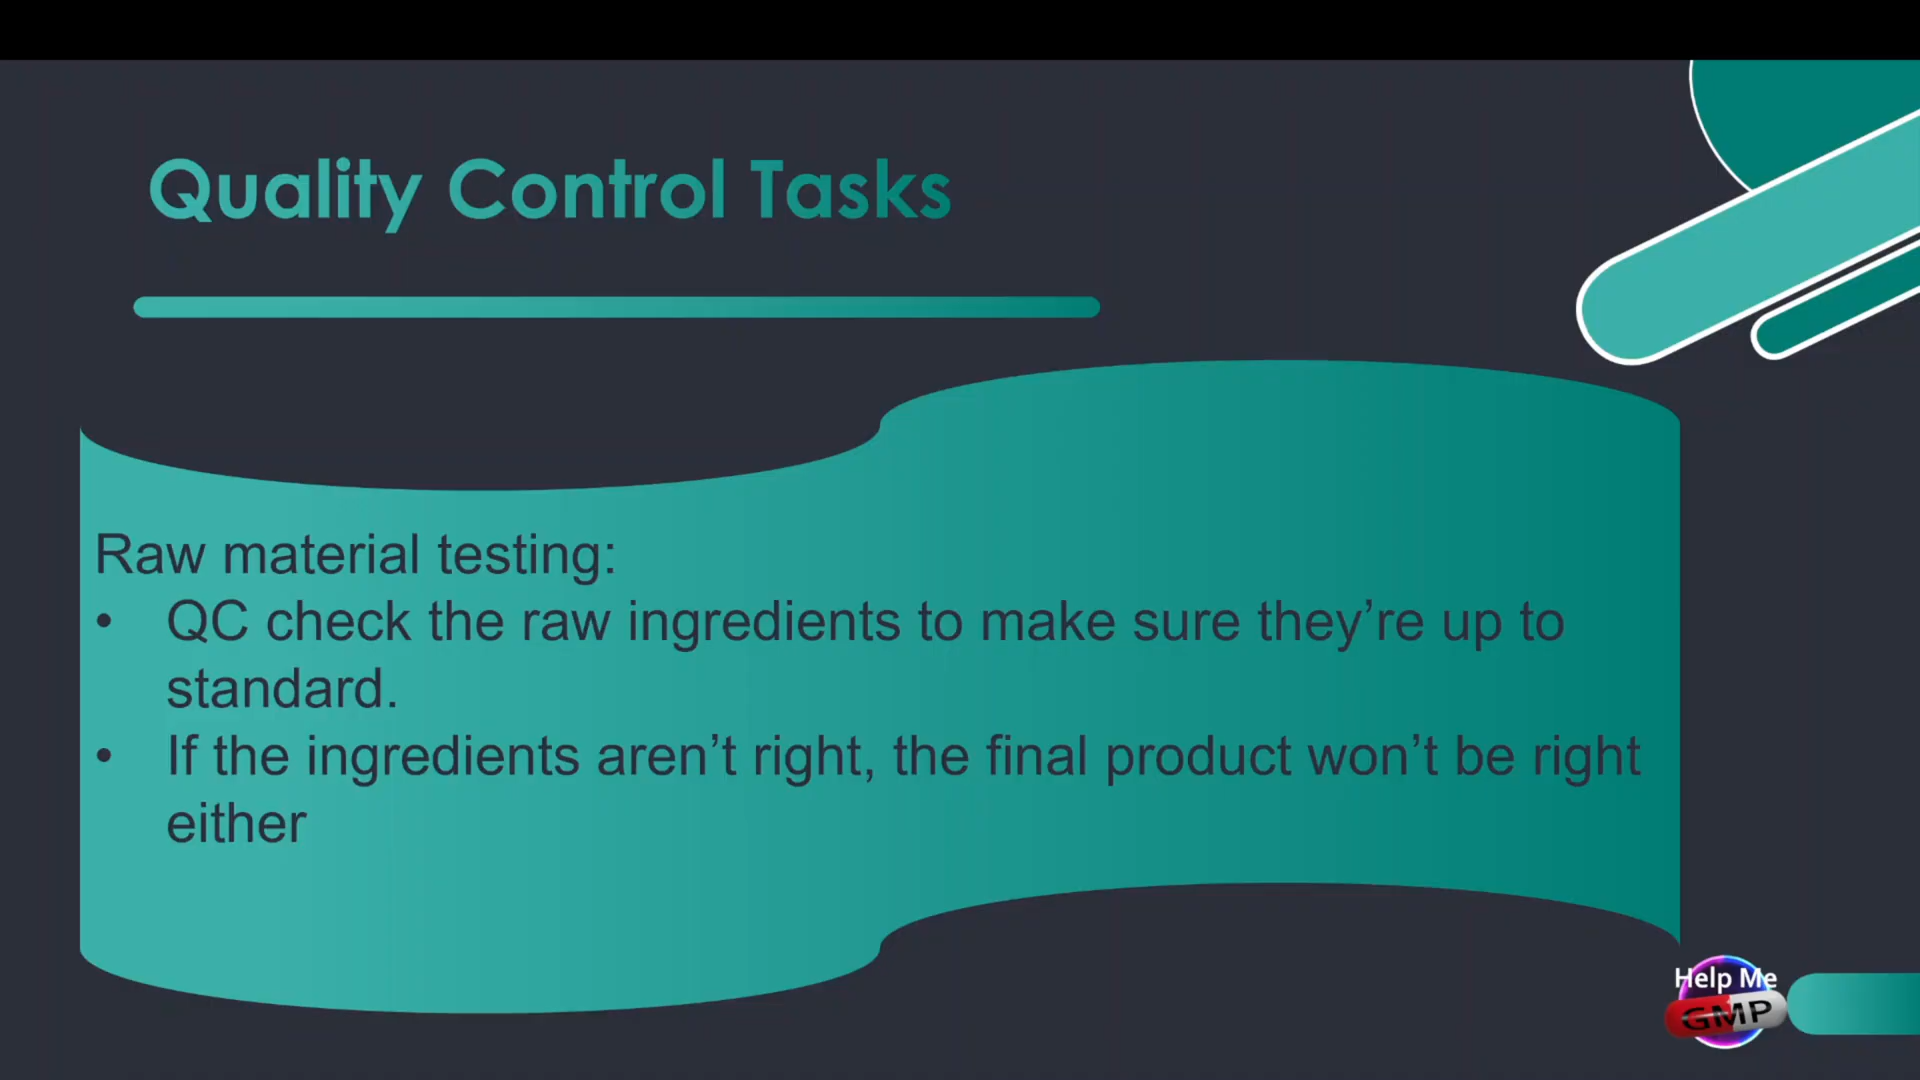 Quality Control Tasks
Raw material testing:
• QC check the raw ingredients to make sure they’re up to
standard.
• If the ingredients aren’t right, the final product won’t be right
either
Help Me
GMP